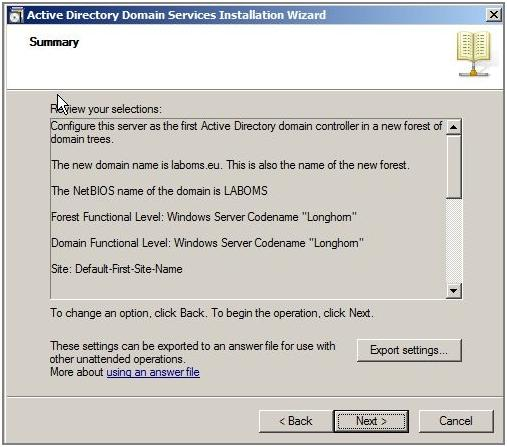 Active Directory Domain Services Installation Wizard
Summary
Review your selections:
Configure this server as the first Active Directory domain controller in a new forest of
domain trees.
The new domain name is laboms.eu. This is also the name of the new forest.
The NetBIOS name of the domain is LABOMS
Forest Functional Level: Windows Server Codename "Longhorn"
Domain Functional Level: Windows Server Codename "Longhorn"
Site: Default-First-Site-Name
To change an option, click Back. To begin the operation, click Next.
These settings can be exported to an answer file for use with
other unattended operations.
More about using an answer file
Export settings...
< Back
Next >
Cancel